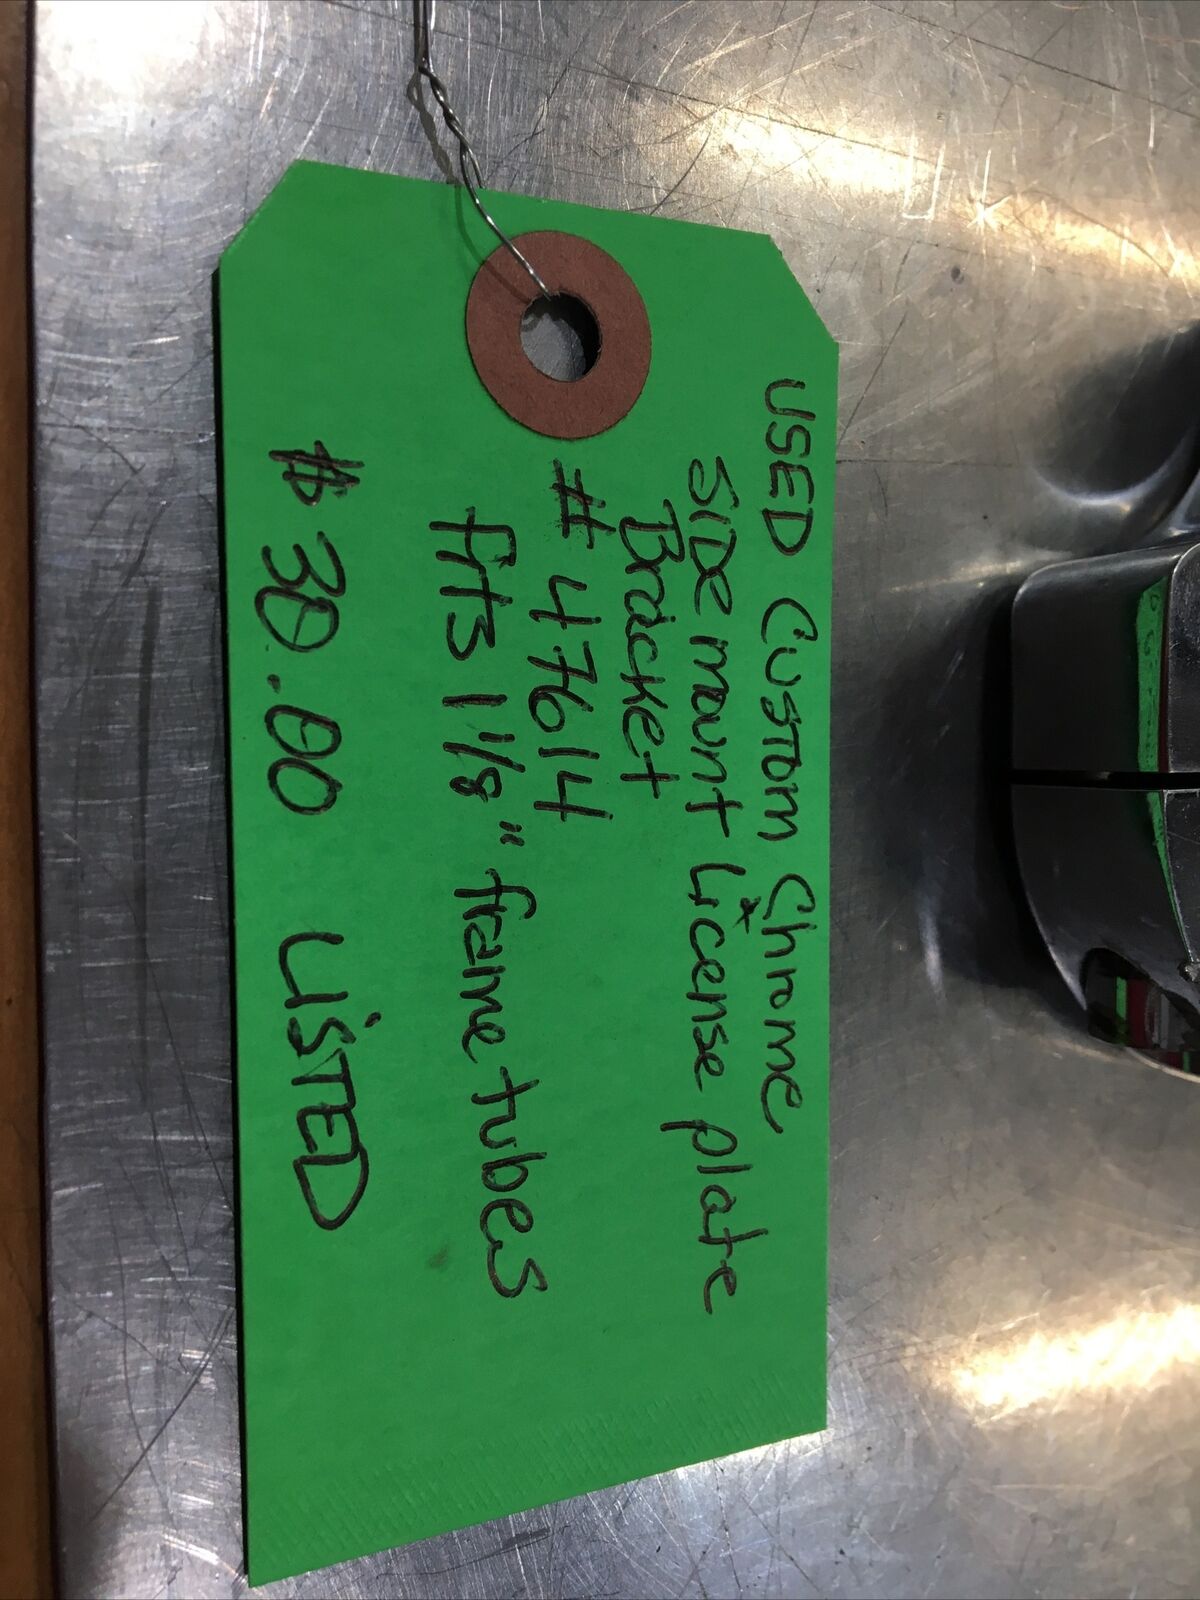 USED Custom Chrome
SIDE mount License plate
Bracket
# 47614
fits 1 1/8" frame tubes
$ 30.00 LISTED